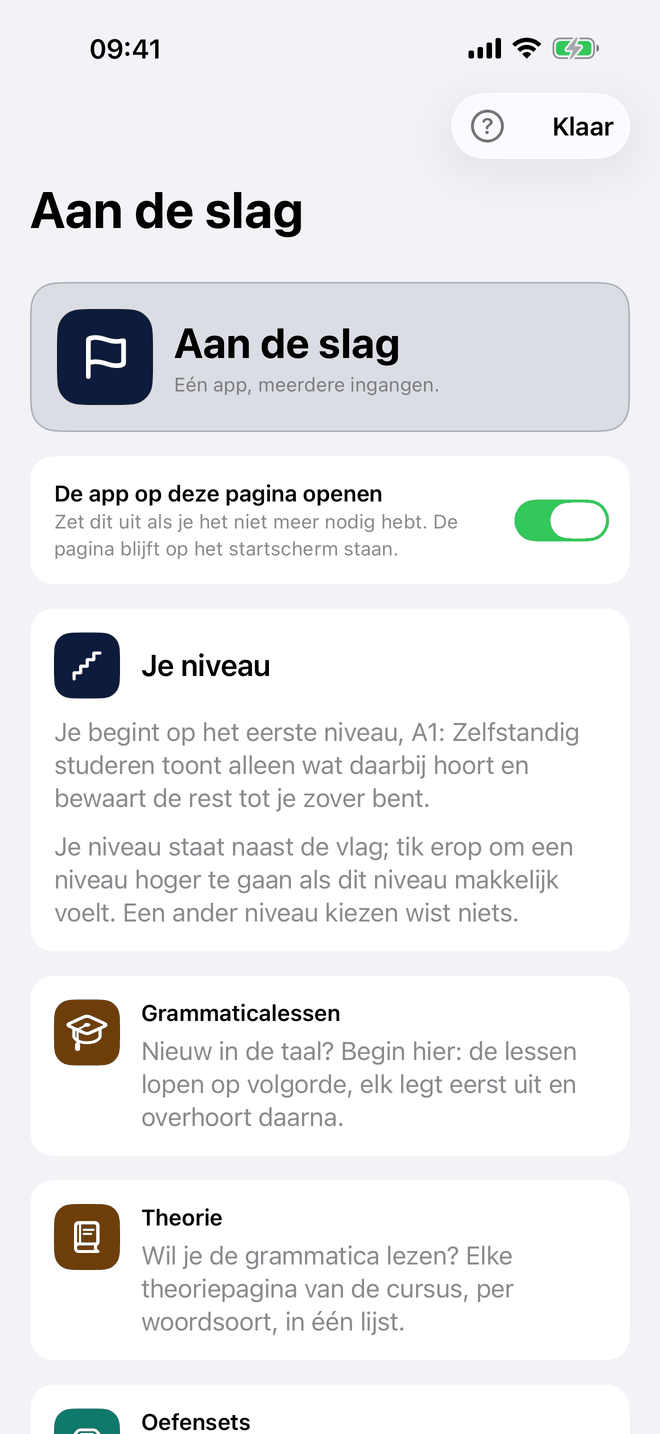 09:41
Klaar
Aan de slag
Aan de slag
Eén app, meerdere ingangen.
De app op deze pagina openen
Zet dit uit als je het niet meer nodig hebt. De
pagina blijft op het startscherm staan.
Je niveau
Je begint op het eerste niveau, A1: Zelfstandig
studeren toont alleen wat daarbij hoort en
bewaart de rest tot je zover bent.
Je niveau staat naast de vlag; tik erop om een
niveau hoger te gaan als dit niveau makkelijk
voelt. Een ander niveau kiezen wist niets.
Grammaticalessen
Nieuw in de taal? Begin hier: de lessen
lopen op volgorde, elk legt eerst uit en
overhoort daarna.
Theorie
Wil je de grammatica lezen? Elke
theoriepagina van de cursus, per
woordsoort, in één lijst.
Oefensets